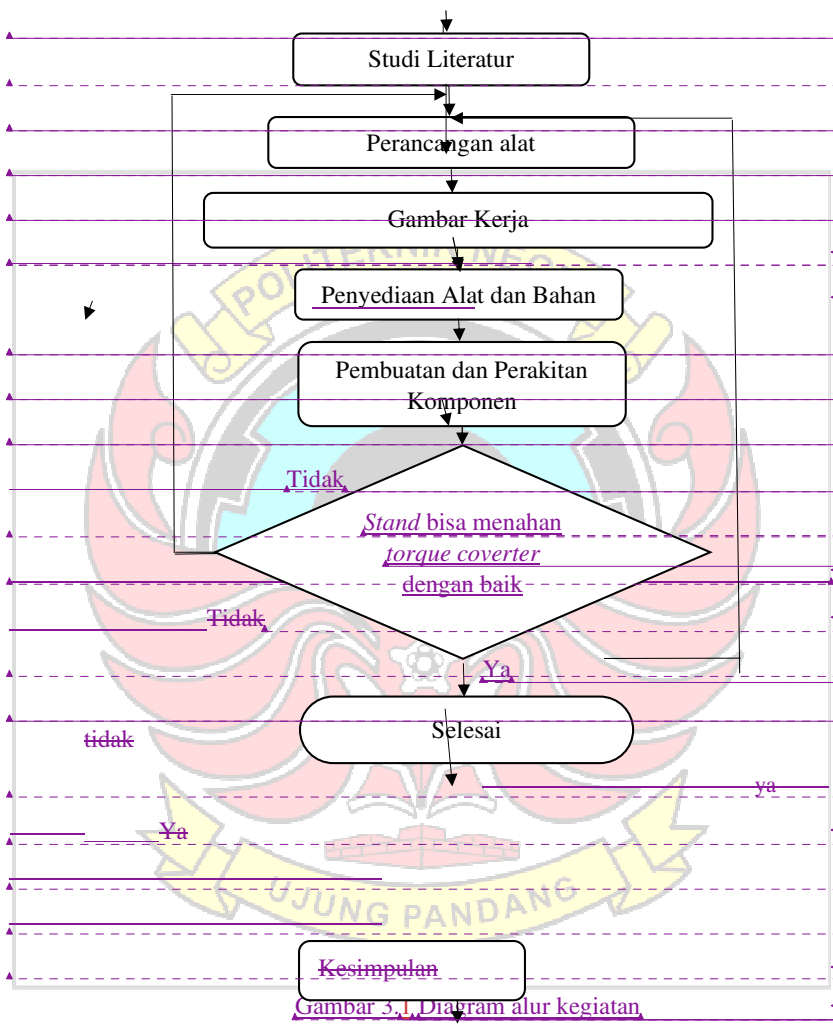 Studi Literatur
Perancangan alat
Gambar Kerja
Penyediaan Alat dan Bahan
Pembuatan dan Perakitan
Komponen
Tidak
Stand bisa menahan
torque coverter
dengan baik
Tidak
Ya
Selesai
tidak
ya
Ya
UJUNG PANDANG
Kesimpulan
Gambar 3.1 Diagram alur kegiatan